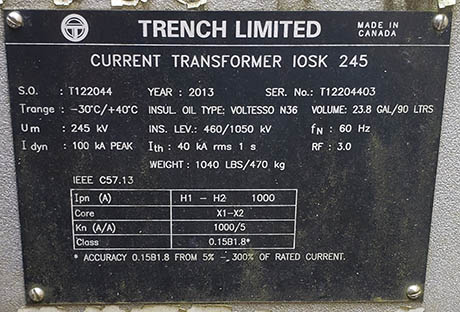 TRENCH LIMITED
MADE IN
CANADA
CURRENT TRANSFORMER IOSK 245
S.O. : T122044 YEAR : 2013 SER. No.: T12204403
Trange : -30°C/+40°C INSUL. OIL TYPE: VOLTESSO N36 VOLUME: 23.8 GAL/90 LTRS
Um : 245 kV INS. LEV.: 460/1050 kV fN : 60 Hz
I dyn : 100 kA PEAK Ith : 40 kA rms 1 s RF : 3.0
WEIGHT : 1040 LBS/470 kg
IEEE C57.13
Ipn (A) H1 - H2 1000
Core X1-X2
Kn (A/A) 1000/5
Class 0.15B1.8*
* ACCURACY 0.15B1.8 FROM 5% - 300% OF RATED CURRENT.